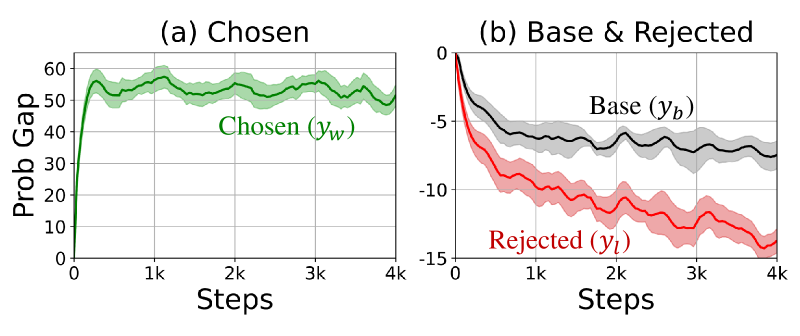 (a) Chosen
Prob Gap
60
50
40
30
20
10
0
Chosen (y_w)
0 1k 2k 3k 4k
Steps
(b) Base & Rejected
0
-5
-10
-15
Base (y_b)
Rejected (y_l)
0 1k 2k 3k 4k
Steps